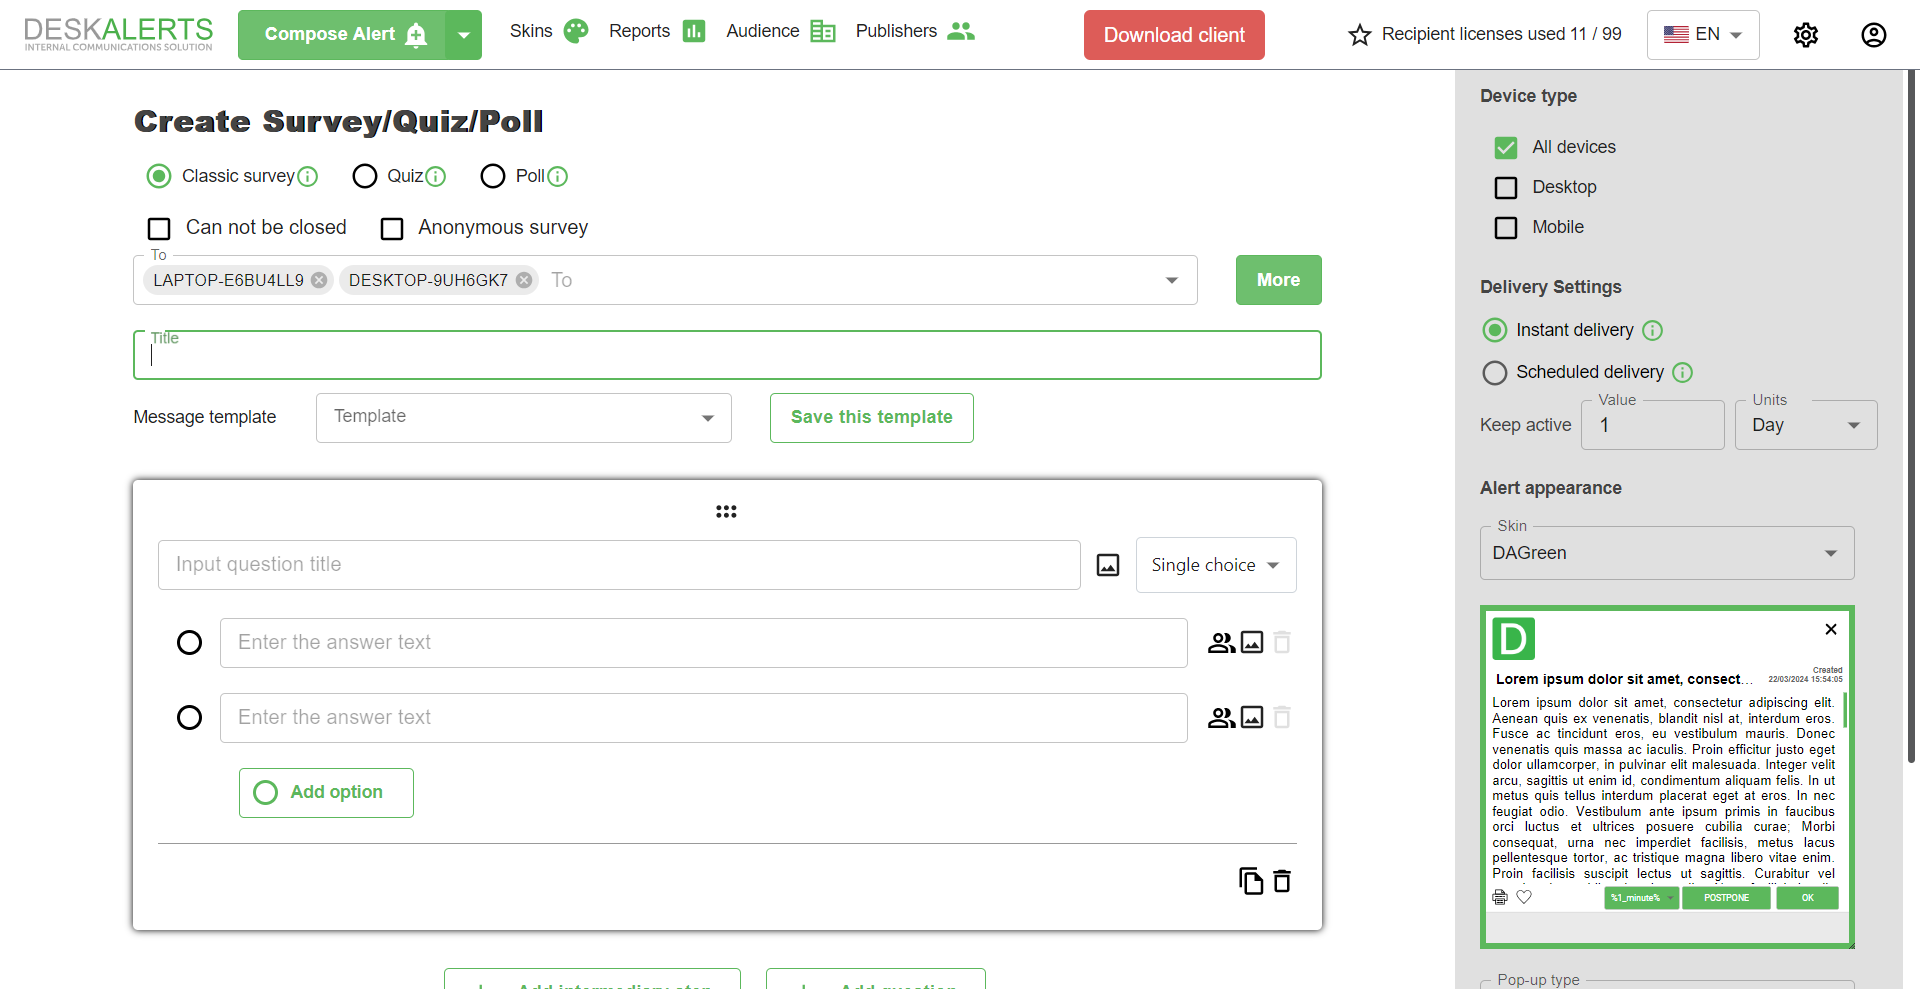 DESKALERTS
INTERNAL COMMUNICATIONS SOLUTION
Compose Alert
Skins
Reports
Audience
Publishers
Download client
Recipient licenses used 11 / 99
EN
Create Survey/Quiz/Poll
Classic survey
Quiz
Poll
Can not be closed
Anonymous survey
To
LAPTOP-E6BU4LL9
DESKTOP-9UH6GK7
To
More
Title
Message template
Template
Save this template
Input question title
Single choice
Enter the answer text
Enter the answer text
Add option
Add intermediary step
Add question
Device type
All devices
Desktop
Mobile
Delivery Settings
Instant delivery
Scheduled delivery
Keep active
Value
1
Units
Day
Alert appearance
Skin
DAGreen
D
Created
22/03/2024 15:54:05
Lorem ipsum dolor sit amet, consect...
Lorem ipsum dolor sit amet, consectetur adipiscing elit.
Aenean quis ex venenatis, blandit nisl at, interdum eros.
Fusce ac tincidunt eros, eu vestibulum mauris. Donec
venenatis quis massa ac iaculis. Proin efficitur justo eget
dolor ullamcorper, in pulvinar elit malesuada. Integer velit
arcu, sagittis ut enim id, condimentum aliquam felis. In ut
metus quis tellus interdum placerat eget at eros. In nec
feugiat odio. Vestibulum ante ipsum primis in faucibus
orci luctus et ultrices posuere cubilia curae; Morbi
consequat, urna nec imperdiet facilisis, metus lacus
pellentesque tortor, ac tristique magna libero vitae enim.
Proin facilisis suscipit lectus ut sagittis. Curabitur vel
%1_minute%
POSTPONE
OK
Pop-up type